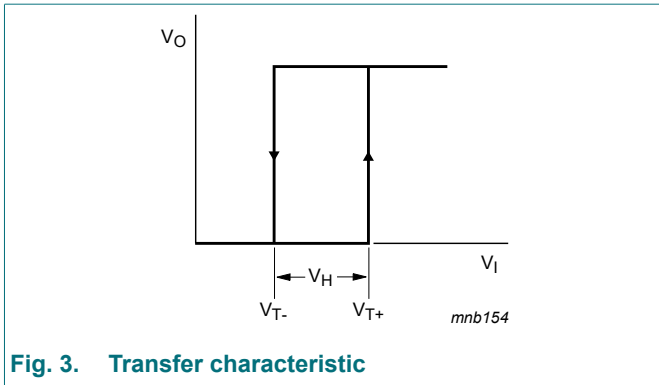 VO
VI
VH
VT-
VT+
mnb154
Fig. 3. Transfer characteristic